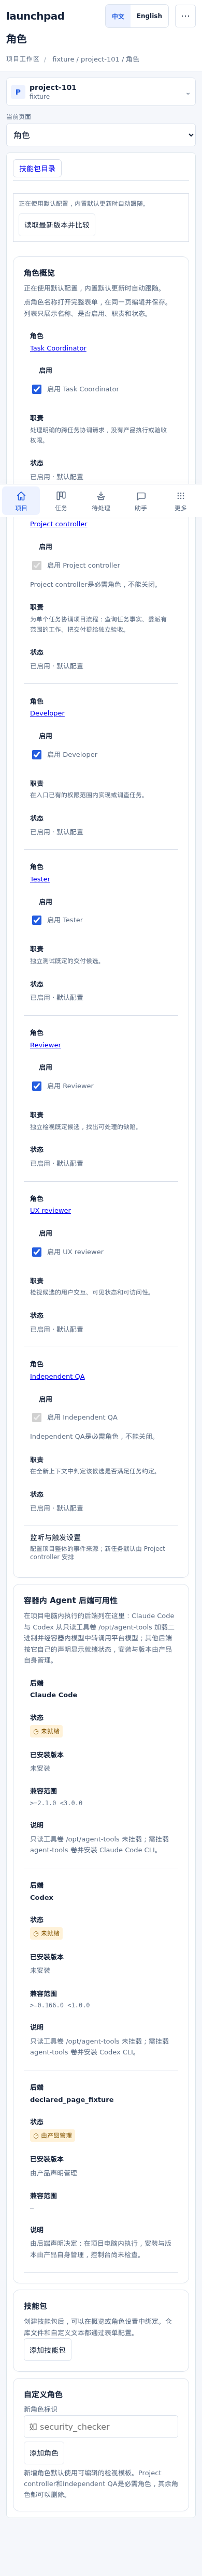 launchpad
中文
English
角色
项目工作区 / fixture / project-101 / 角色
P
project-101
fixture
当前页面
角色
技能包目录
正在使用默认配置，内置默认更新时自动跟随。
读取最新版本并比较
角色概览
正在使用默认配置，内置默认更新时自动跟随。
点角色名称打开完整表单，在同一页编辑并保存。
列表只展示名称、是否启用、职责和状态。
角色
Task Coordinator
启用
启用 Task Coordinator
职责
处理明确的跨任务协调请求，没有产品执行或验收
权限。
状态
已启用 · 默认配置
项目
任务
待处理
助手
更多
Project controller
启用
启用 Project controller
Project controller是必需角色，不能关闭。
职责
为单个任务协调项目流程；查询任务事实、委派有
范围的工作、把交付提给独立验收。
状态
已启用 · 默认配置
角色
Developer
启用
启用 Developer
职责
在入口已有的权限范围内实现或调查任务。
状态
已启用 · 默认配置
角色
Tester
启用
启用 Tester
职责
独立测试既定的交付候选。
状态
已启用 · 默认配置
角色
Reviewer
启用
启用 Reviewer
职责
独立检视既定候选，找出可处理的缺陷。
状态
已启用 · 默认配置
角色
UX reviewer
启用
启用 UX reviewer
职责
检视候选的用户交互、可见状态和可访问性。
状态
已启用 · 默认配置
角色
Independent QA
启用
启用 Independent QA
Independent QA是必需角色，不能关闭。
职责
在全新上下文中判定该候选是否满足任务约定。
状态
已启用 · 默认配置
监听与触发设置
配置项目整体的事件来源；新任务默认由 Project
controller 安排
容器内 Agent 后端可用性
在项目电脑内执行的后端列在这里：Claude Code
与 Codex 从只读工具卷 /opt/agent-tools 加载二
进制并经容器内模型中转调用平台模型；其他后端
按它自己的声明显示就绪状态，安装与版本由产品
自身管理。
后端
Claude Code
状态
未就绪
已安装版本
未安装
兼容范围
>=2.1.0 <3.0.0
说明
只读工具卷 /opt/agent-tools 未挂载；需挂载
agent-tools 卷并安装 Claude Code CLI。
后端
Codex
状态
未就绪
已安装版本
未安装
兼容范围
>=0.166.0 <1.0.0
说明
只读工具卷 /opt/agent-tools 未挂载；需挂载
agent-tools 卷并安装 Codex CLI。
后端
declared_page_fixture
状态
由产品管理
已安装版本
由产品声明管理
兼容范围
—
说明
由后端声明决定：在项目电脑内执行，安装与版
本由产品自身管理，控制台尚未检查。
技能包
创建技能包后，可以在概览或角色设置中绑定。仓
库文件和自定义文本都通过表单配置。
添加技能包
自定义角色
新角色标识
如 security_checker
添加角色
新增角色默认使用可编辑的检视模板。Project
controller和Independent QA是必需角色，其余角
色都可以删除。